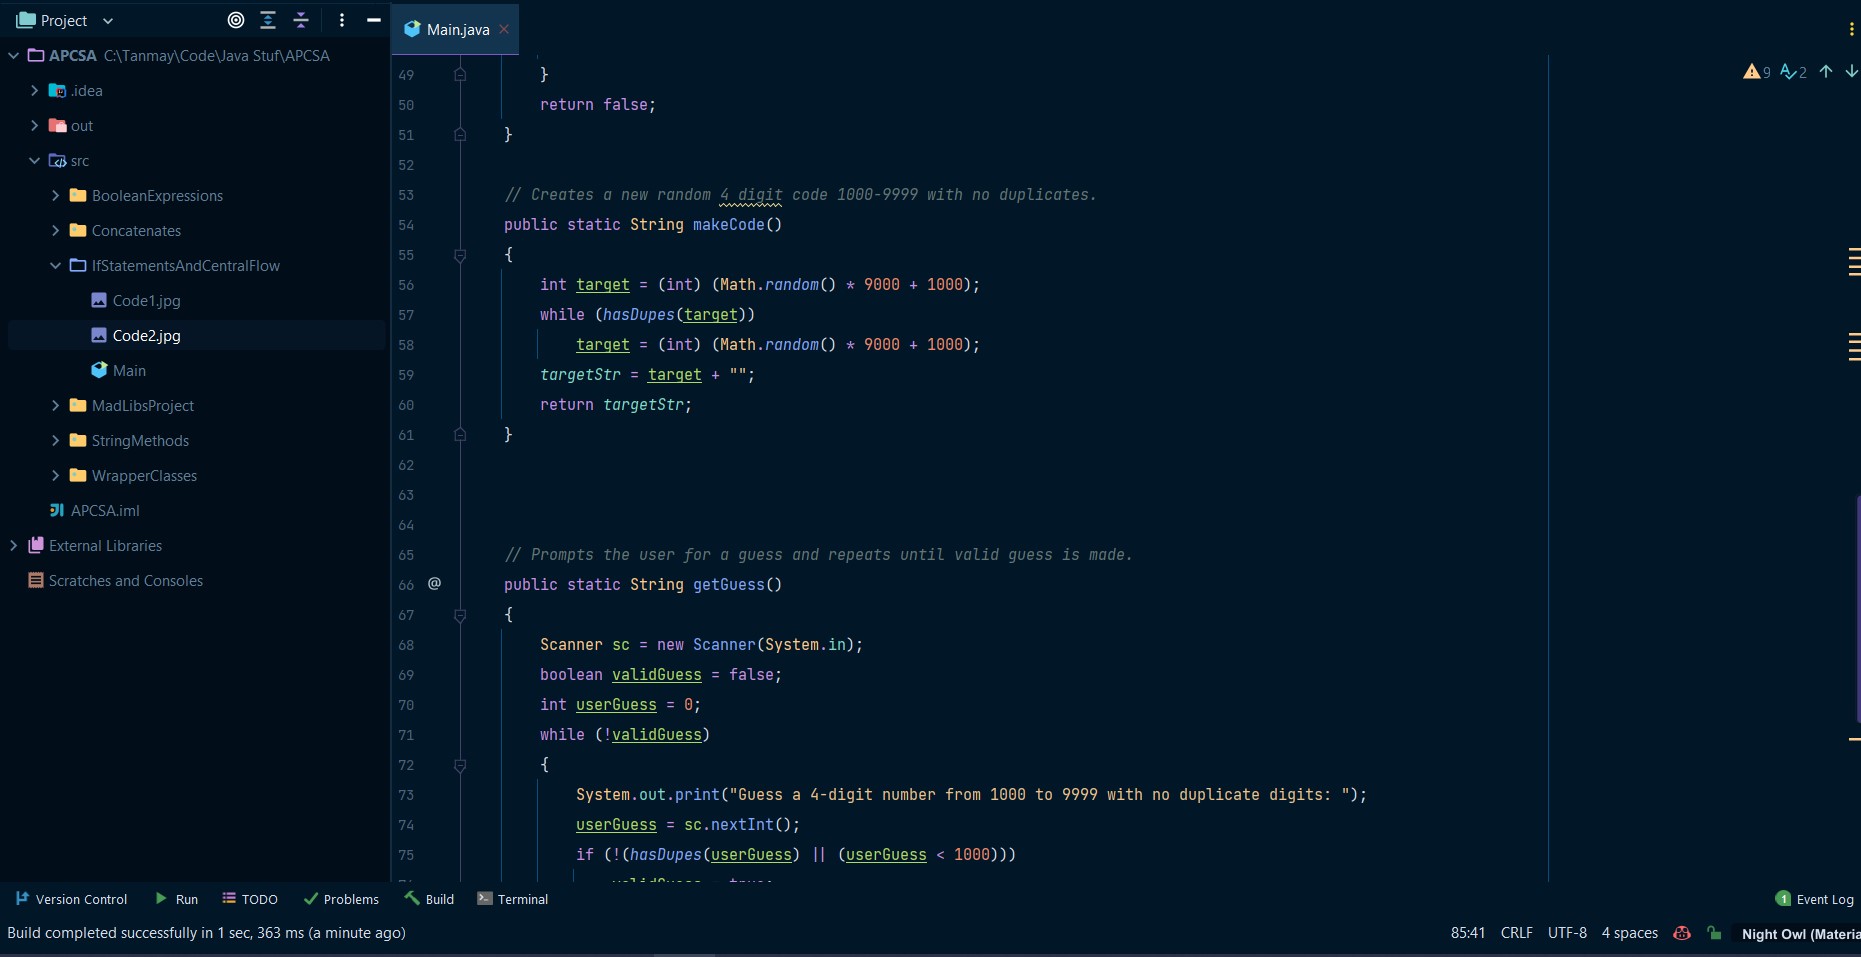 Project
Main.java
APCSA C:\Tanmay\Code\Java Stuf\APCSA
.idea
out
src
BooleanExpressions
Concatenates
IfStatementsAndCentralFlow
Code1.jpg
Code2.jpg
Main
MadLibsProject
StringMethods
WrapperClasses
APCSA.iml
External Libraries
Scratches and Consoles
9 2
49 }
50 return false;
51 }
52
53 // Creates a new random 4 digit code 1000-9999 with no duplicates.
54 public static String makeCode()
55 {
56 int target = (int) (Math.random() * 9000 + 1000);
57 while (hasDupes(target))
58 target = (int) (Math.random() * 9000 + 1000);
59 targetStr = target + "";
60 return targetStr;
61 }
62
63
64
65 // Prompts the user for a guess and repeats until valid guess is made.
66 @ public static String getGuess()
67 {
68 Scanner sc = new Scanner(System.in);
69 boolean validGuess = false;
70 int userGuess = 0;
71 while (!validGuess)
72 {
73 System.out.print("Guess a 4-digit number from 1000 to 9999 with no duplicate digits: ");
74 userGuess = sc.nextInt();
75 if (!(hasDupes(userGuess) || (userGuess < 1000)))
Version Control Run TODO Problems Build Terminal 1 Event Log
Build completed successfully in 1 sec, 363 ms (a minute ago) 85:41 CRLF UTF-8 4 spaces Night Owl (Materia